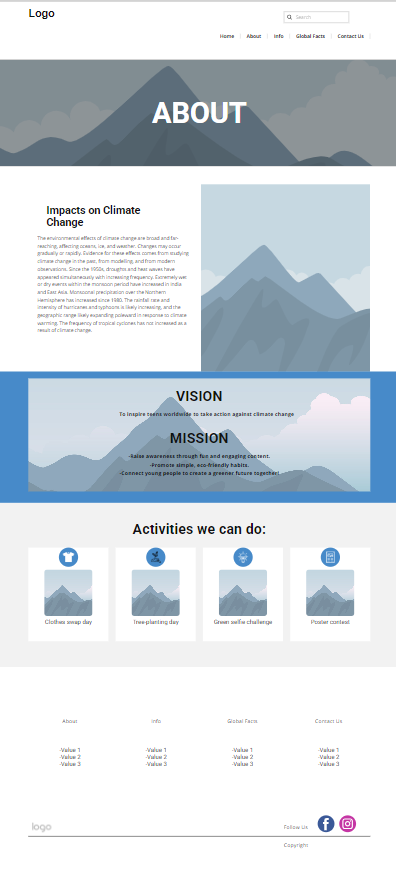 Logo
Search
Home | About | Info | Global Facts | Contact Us |
ABOUT
Impacts on Climate
Change
The environmental effects of climate change are broad and far-
reaching, affecting oceans, ice, and weather. Changes may occur
gradually or rapidly. Evidence for these effects comes from studying
climate change in the past, from modelling, and from modern
observations. Since the 1950s, droughts and heat waves have
appeared simultaneously with increasing frequency. Extremely wet
or dry events within the monsoon period have increased in India
and East Asia. Monsoonal precipitation over the Northern
Hemisphere has increased since 1980. The rainfall rate and
intensity of hurricanes and typhoons is likely increasing, and the
geographic range likely expanding poleward in response to climate
warming. The frequency of tropical cyclones has not increased as a
result of climate change.
VISION
To inspire teens worldwide to take action against climate change
MISSION
-Raise awareness through fun and engaging content.
-Promote simple, eco-friendly habits.
-Connect young people to create a greener future together!
Activities we can do:
Clothes swap day
Tree-planting day
Green selfie challenge
Poster contest
About Info Global Facts Contact Us
-Value 1 -Value 1 -Value 1 -Value 1
-Value 2 -Value 2 -Value 2 -Value 2
-Value 3 -Value 3 -Value 3 -Value 3
logo
Follow Us
Copyright